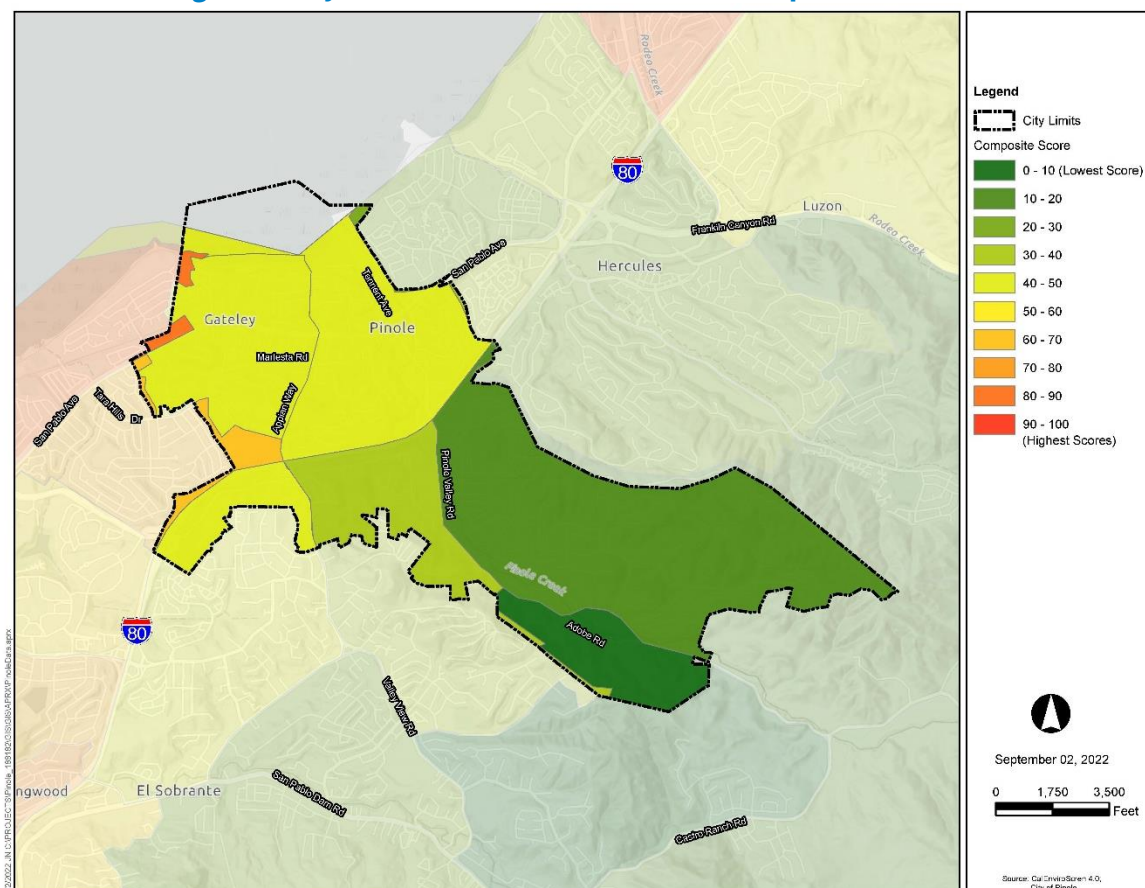 Rodeo Creek
80
Luzon
Franklin Canyon Rd
Rodeo Creek
San Pablo Ave
Hercules
Tennent Ave
Gateley
Pinole
Marlesta Rd
Appian Way
San Pablo Ave
Tara Hills Dr
Pinole Valley Rd
Pinole Creek
Adobe Rd
80
Valley View Rd
El Sobrante
San Pablo Dam Rd
Castro Ranch Rd
Legend
City Limits
Composite Score
0 - 10 (Lowest Score)
10 - 20
20 - 30
30 - 40
40 - 50
50 - 60
60 - 70
70 - 80
80 - 90
90 - 100
(Highest Scores)
September 02, 2022
0 1,750 3,500
Feet
Source: CalEnviroScreen 4.0,
City of Pinole